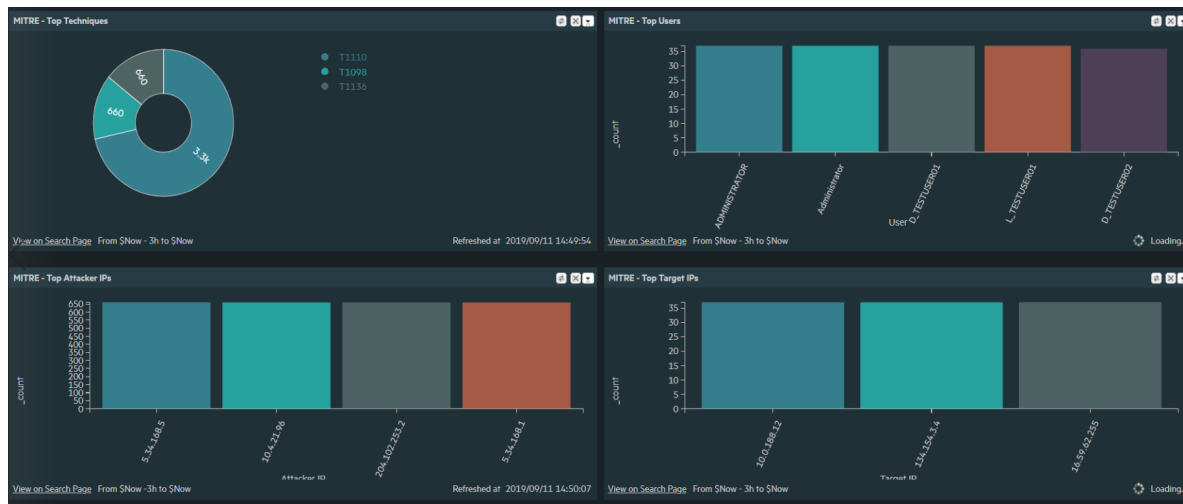 MITRE - Top Techniques
T1110
T1098
T1136
660
660
3.3k
View on Search Page From $Now - 3h to $Now Refreshed at 2019/09/11 14:49:54
MITRE - Top Users
35
30
25
20
15
10
5
0
_count
ADMINISTRATOR
Administrator
D_TESTUSER01
L_TESTUSER01
D_TESTUSER02
User
View on Search Page From $Now - 3h to $Now Loading.
MITRE - Top Attacker IPs
650
600
550
500
450
400
350
300
250
200
150
100
50
0
_count
5.34.168.5
10.4.21.96
204.102.253.2
5.34.168.1
Attacker IP
View on Search Page From $Now -3h to $Now Refreshed at 2019/09/11 14:50:07
MITRE - Top Target IPs
35
30
25
20
15
10
5
0
_count
10.0.188.12
134.154.3.4
16.59.62.255
Target IP
View on Search Page From $Now - 3h to $Now Loading.